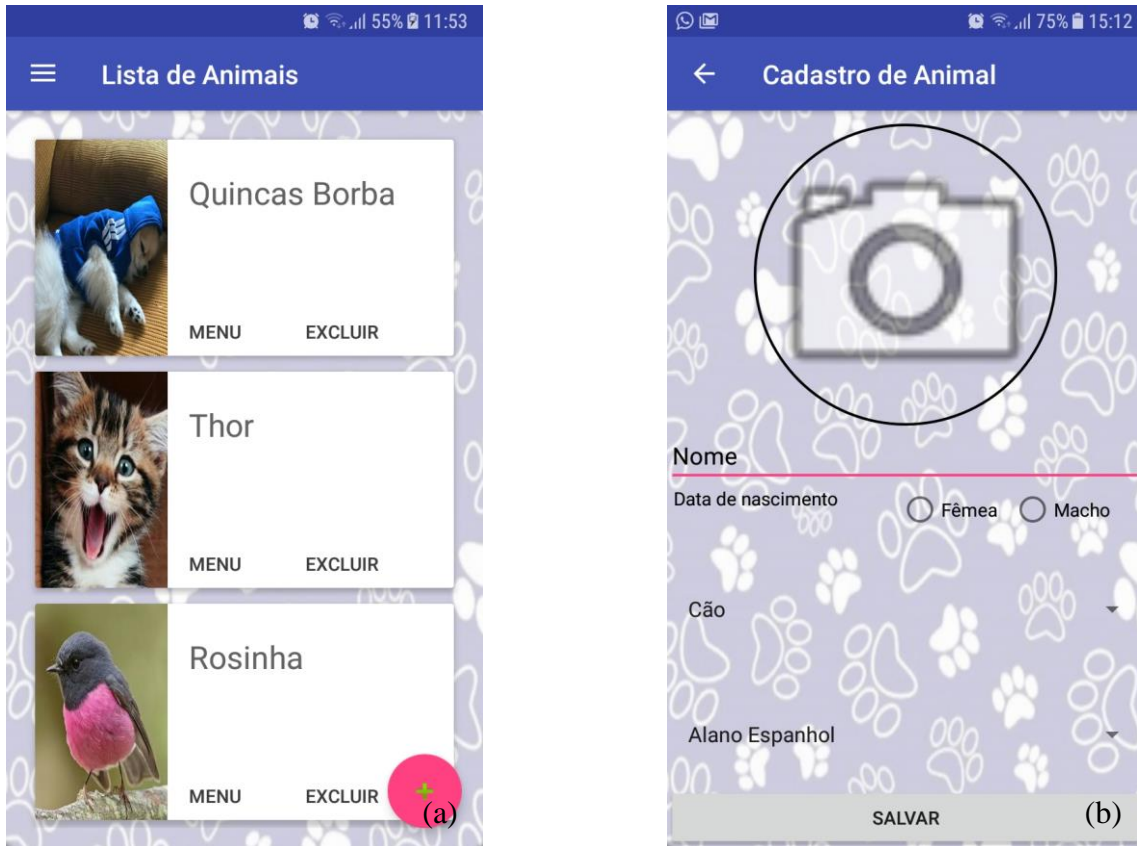 55% 11:53
Lista de Animais
Quincas Borba
MENU EXCLUIR
Thor
MENU EXCLUIR
Rosinha
MENU EXCLUIR
+
(a)
75% 15:12
Cadastro de Animal
Nome
Data de nascimento Fêmea Macho
Cão
Alano Espanhol
SALVAR
(b)